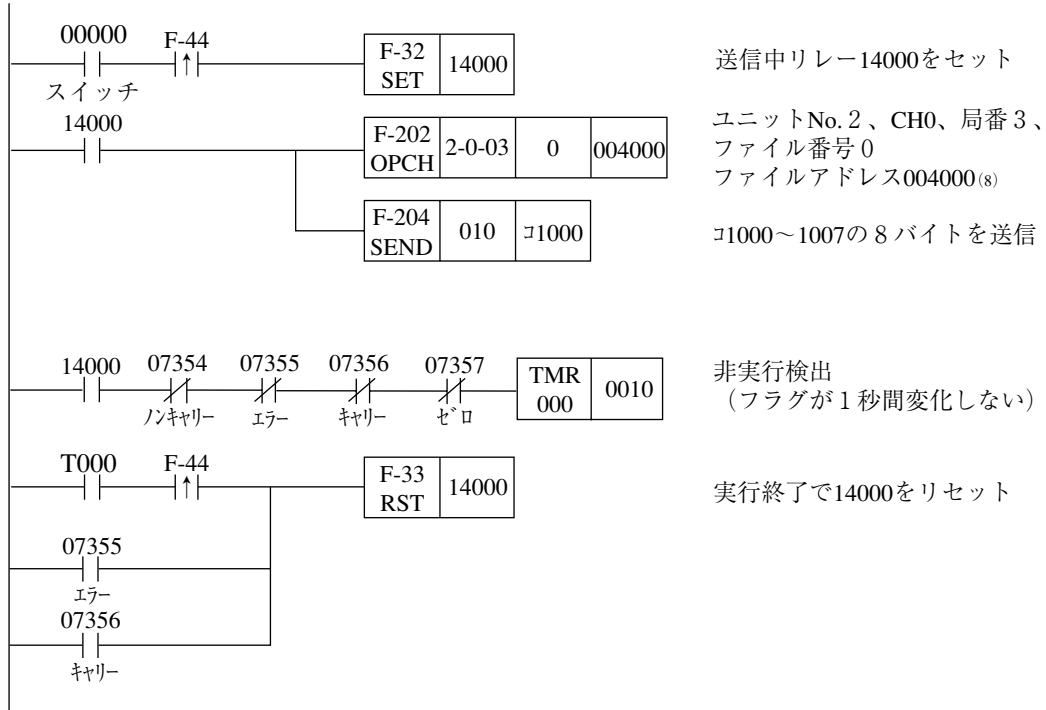 00000 F-44 F-32 SET 14000 送信中リレー14000をセット
スイッチ
14000 F-202 OPCH 2-0-03 0 004000 ユニットNo.２、CH0、局番３、
ファイル番号０
ファイルアドレス004000(8)
F-204 SEND 010 ｺ1000 ｺ1000～1007の８バイトを送信
14000 07354 07355 07356 07357 TMR 000 0010 非実行検出
ﾉﾝｷｬﾘｰ ｴﾗｰ ｷｬﾘｰ ｾﾞﾛ （フラグが１秒間変化しない）
T000 F-44 F-33 RST 14000 実行終了で14000をリセット
07355
ｴﾗｰ
07356
ｷｬﾘｰ